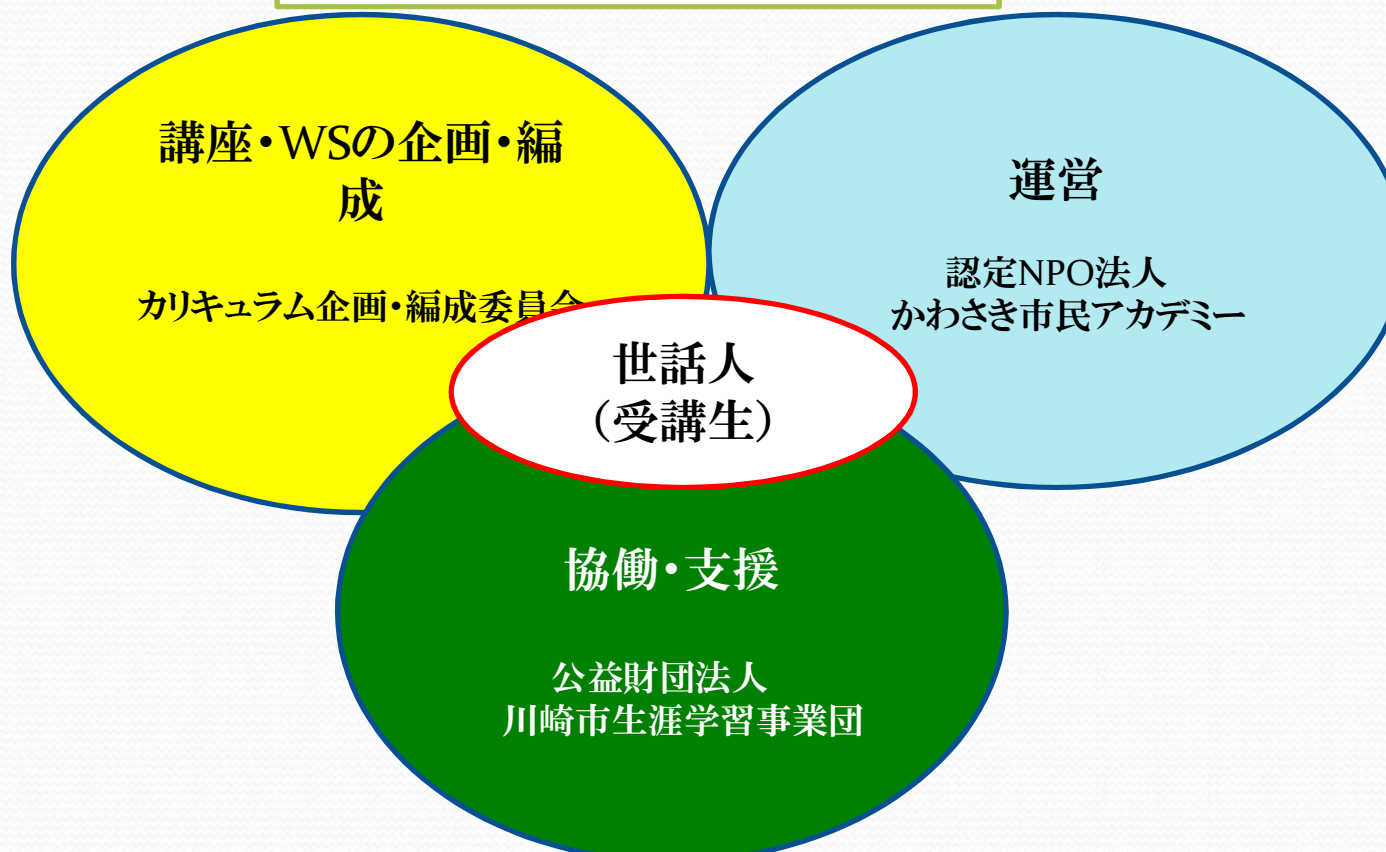 講座・WSの企画・編
成
カリキュラム企画・編成委員会
運営
認定NPO法人
かわさき市民アカデミー
世話人
（受講生）
協働・支援
公益財団法人
川崎市生涯学習事業団